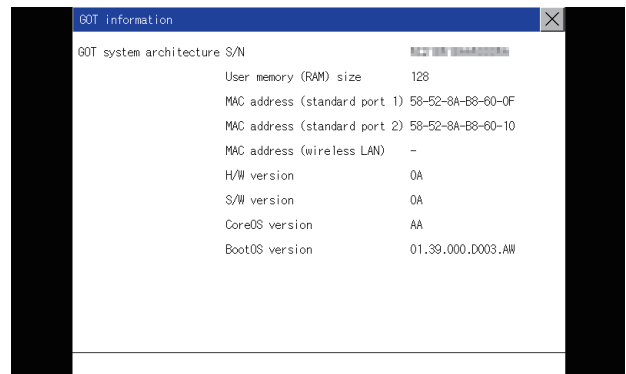 GOT information
GOT system architecture S/N
User memory (RAM) size 128
MAC address (standard port 1) 58-52-8A-B8-60-0F
MAC address (standard port 2) 58-52-8A-B8-60-10
MAC address (wireless LAN) -
H/W version 0A
S/W version 0A
CoreOS version AA
BootOS version 01.39.000.D003.AW